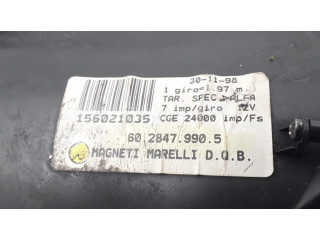 30-11-98
1 giro=1.97 m.
TAR. SPEC. ALFA
7 imp/giro 12V
156021035 CGE 24000 imp/Fs
60.2847.990.5
MAGNETI MARELLI D.Q.B.